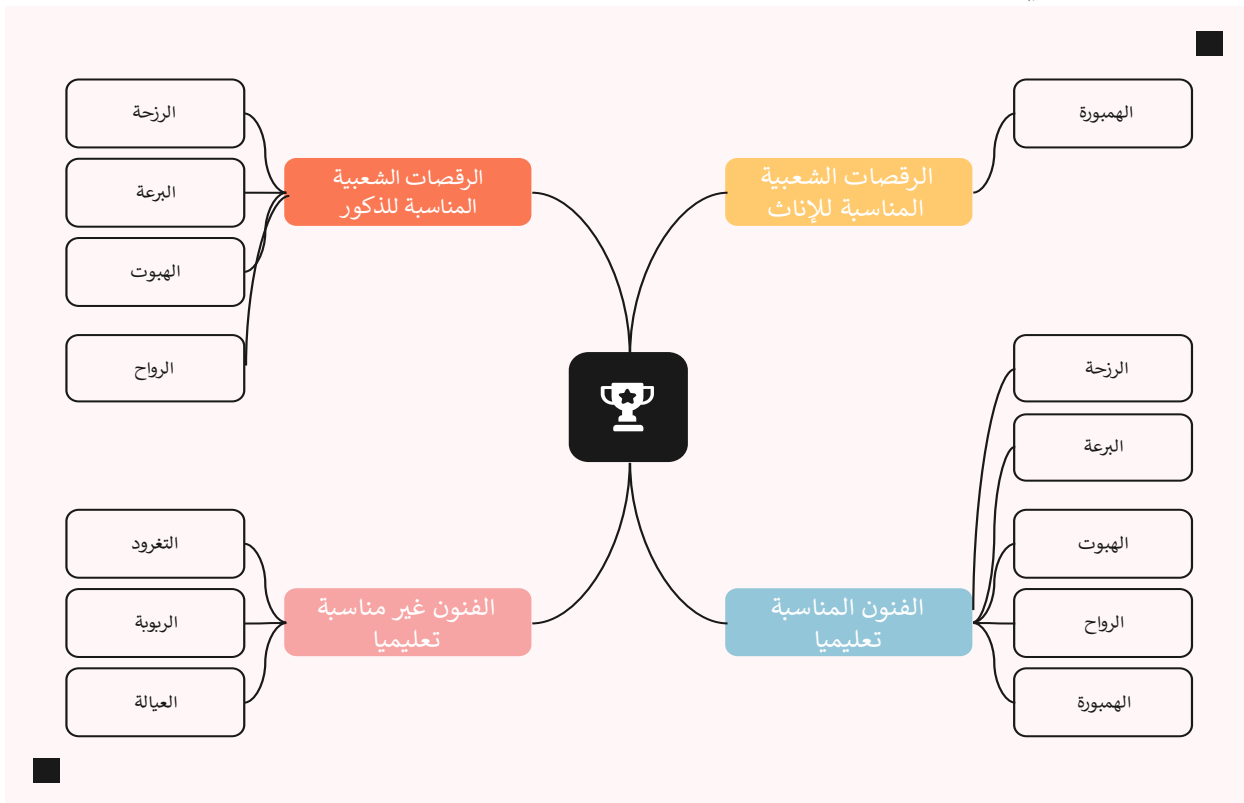 الهمبورة
الرقصات الشعبية
المناسبة للإناث
الرقصات الشعبية
المناسبة للذكور
الرزحة
البرعة
الهبوت
الرواح
الفنون المناسبة
تعليميا
الرزحة
البرعة
الهبوت
الرواح
الهمبورة
الفنون غير مناسبة
تعليميا
التغرود
الربوبة
العيالة